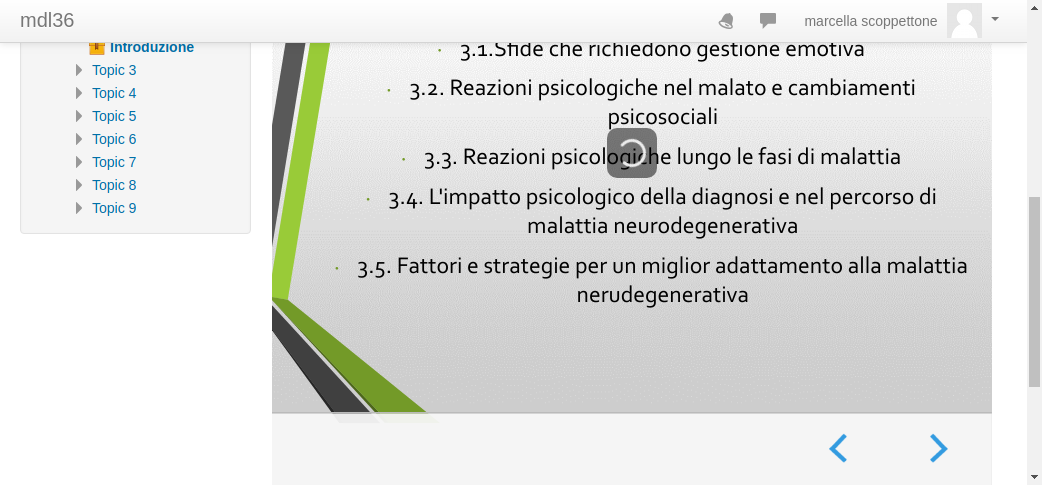 mdl36
marcella scoppettone
Introduzione
Topic 3
Topic 4
Topic 5
Topic 6
Topic 7
Topic 8
Topic 9
3.1.Sfide che richiedono gestione emotiva
3.2. Reazioni psicologiche nel malato e cambiamenti
psicosociali
3.3. Reazioni psicologiche lungo le fasi di malattia
3.4. L'impatto psicologico della diagnosi e nel percorso di
malattia neurodegenerativa
3.5. Fattori e strategie per un miglior adattamento alla malattia
nerudegenerativa